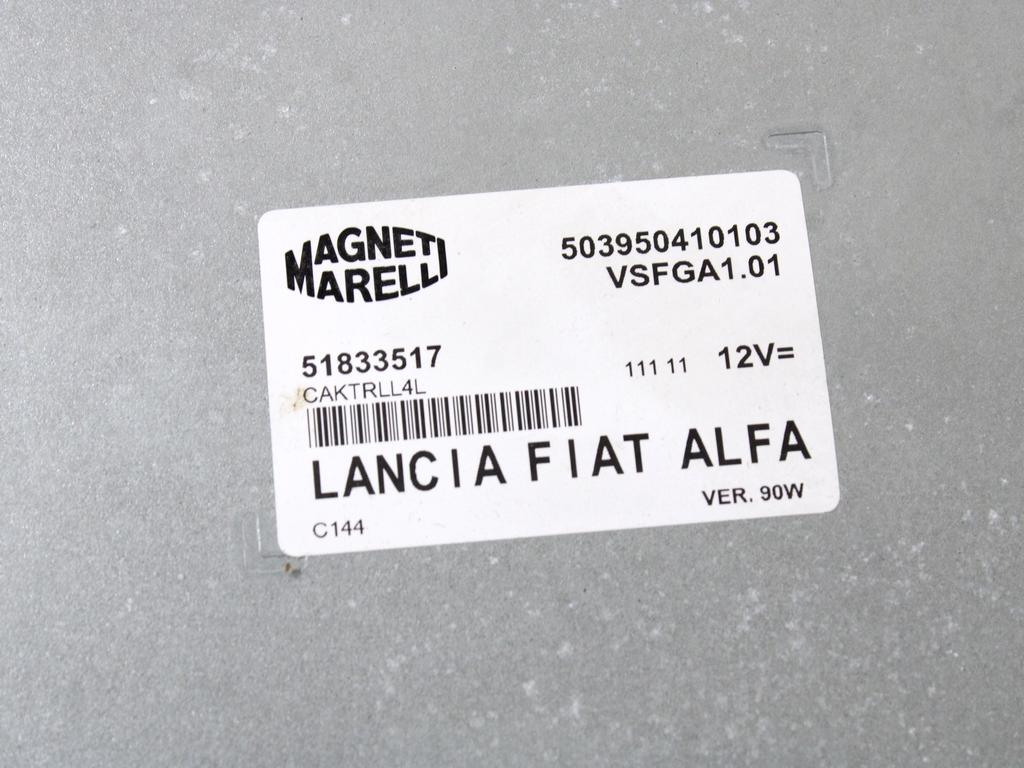 MAGNETI
MARELLI
503950410103
VSFGA1.01
51833517
111 11 12V=
CAKTRLL4L
LANCIA FIAT ALFA
VER. 90W
C144